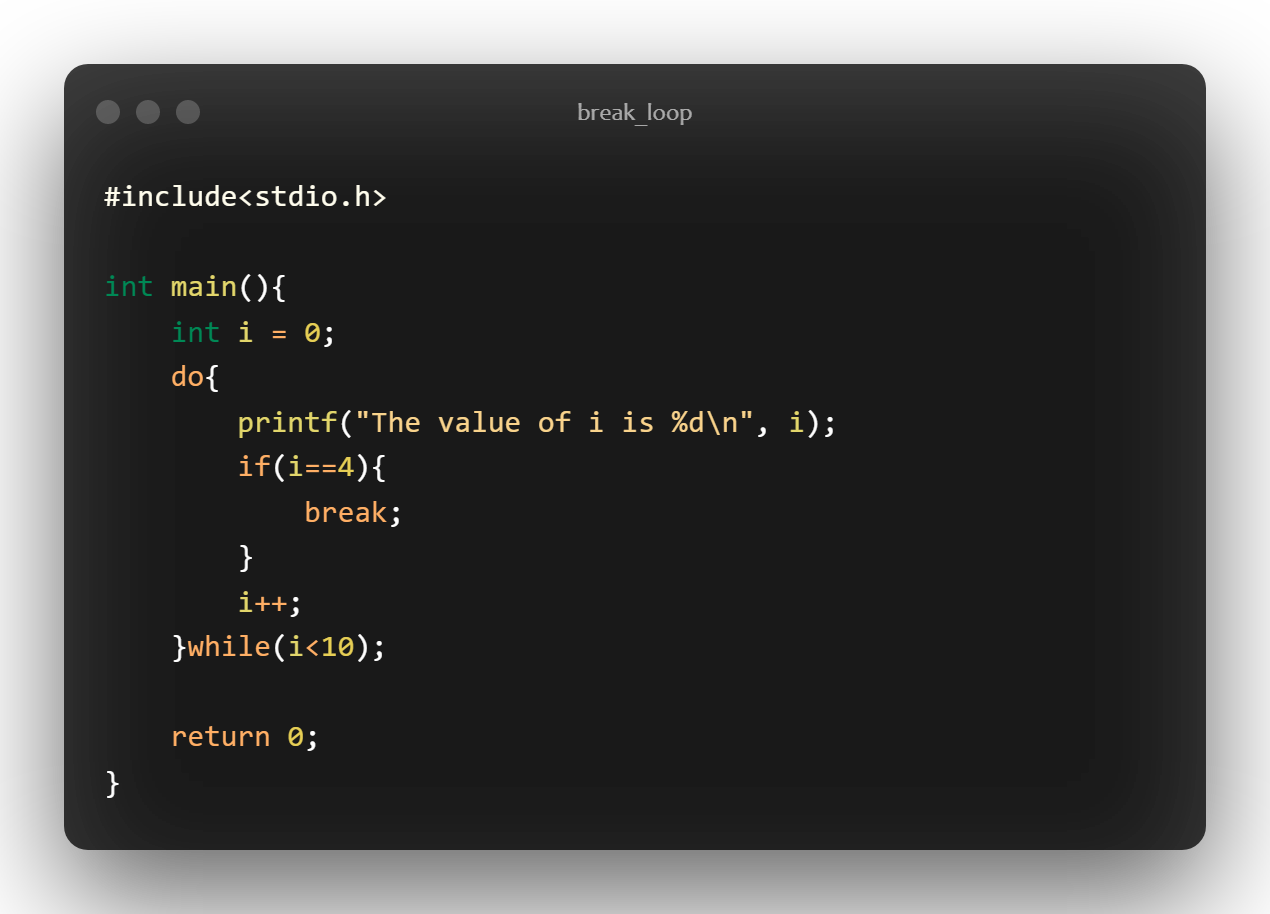 break_loop
#include<stdio.h>
int main(){
    int i = 0;
    do{
        printf("The value of i is %d\n", i);
        if(i==4){
            break;
        }
        i++;
    }while(i<10);
    return 0;
}